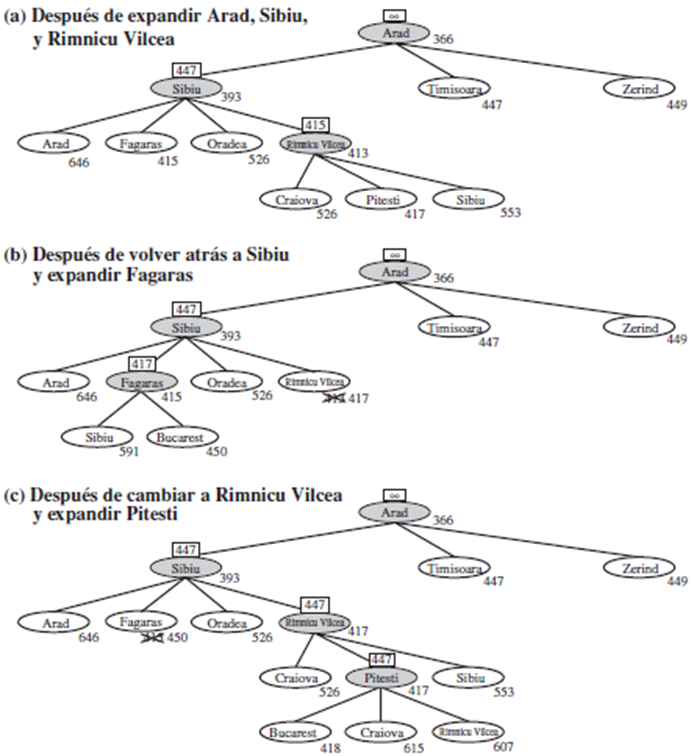 (a) Después de expandir Arad, Sibiu,
y Rimnicu Vilcea
∞
Arad
366
447
Sibiu
393
Timisoara
447
Zerind
449
Arad
646
Fagaras
415
Oradea
526
415
Rimnicu Vilcea
413
Craiova
526
Pitesti
417
Sibiu
553
(b) Después de volver atrás a Sibiu
y expandir Fagaras
∞
Arad
366
447
Sibiu
393
Timisoara
447
Zerind
449
Arad
646
417
Fagaras
415
Oradea
526
Rimnicu Vilcea
417
Sibiu
591
Bucarest
450
(c) Después de cambiar a Rimnicu Vilcea
y expandir Pitesti
∞
Arad
366
447
Sibiu
393
Timisoara
447
Zerind
449
Arad
646
Fagaras
450
Oradea
526
447
Rimnicu Vilcea
417
Craiova
526
447
Pitesti
417
Sibiu
553
Bucarest
418
Craiova
615
Rimnicu Vilcea
607